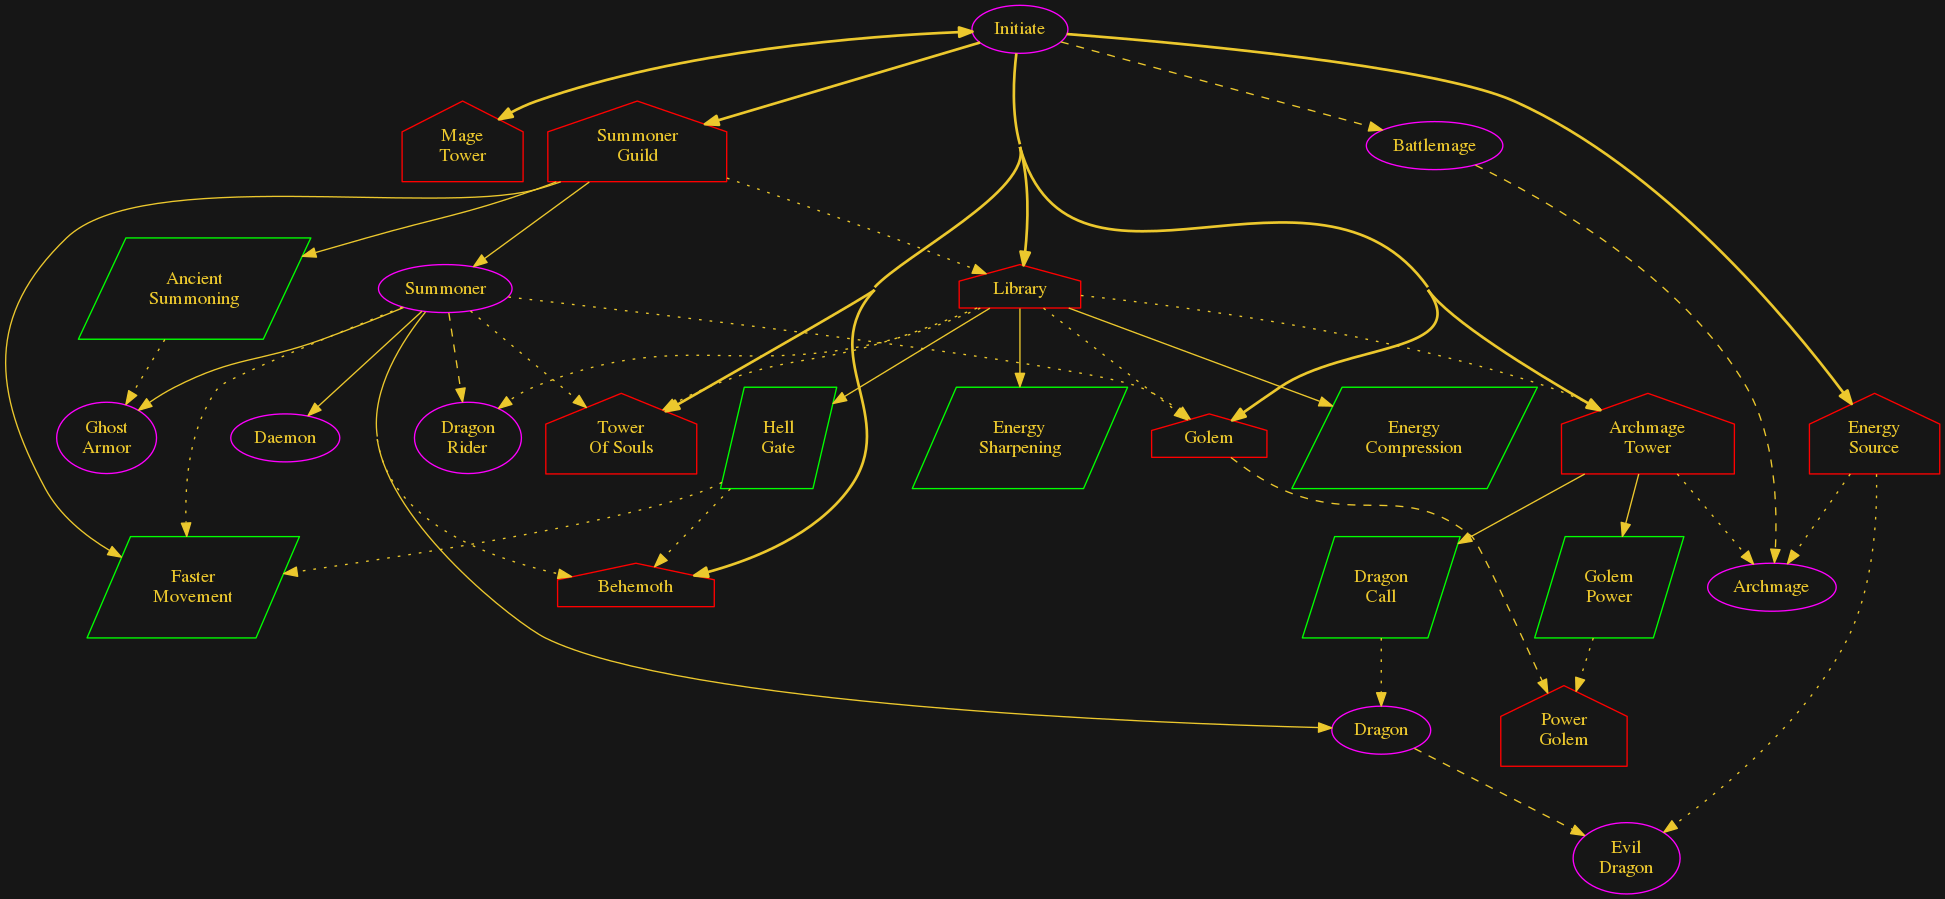 Initiate
Mage
Tower
Summoner
Guild
Battlemage
Ancient
Summoning
Summoner
Library
Ghost
Armor
Daemon
Dragon
Rider
Tower
Of Souls
Hell
Gate
Energy
Sharpening
Golem
Energy
Compression
Archmage
Tower
Energy
Source
Faster
Movement
Behemoth
Dragon
Call
Golem
Power
Archmage
Dragon
Power
Golem
Evil
Dragon